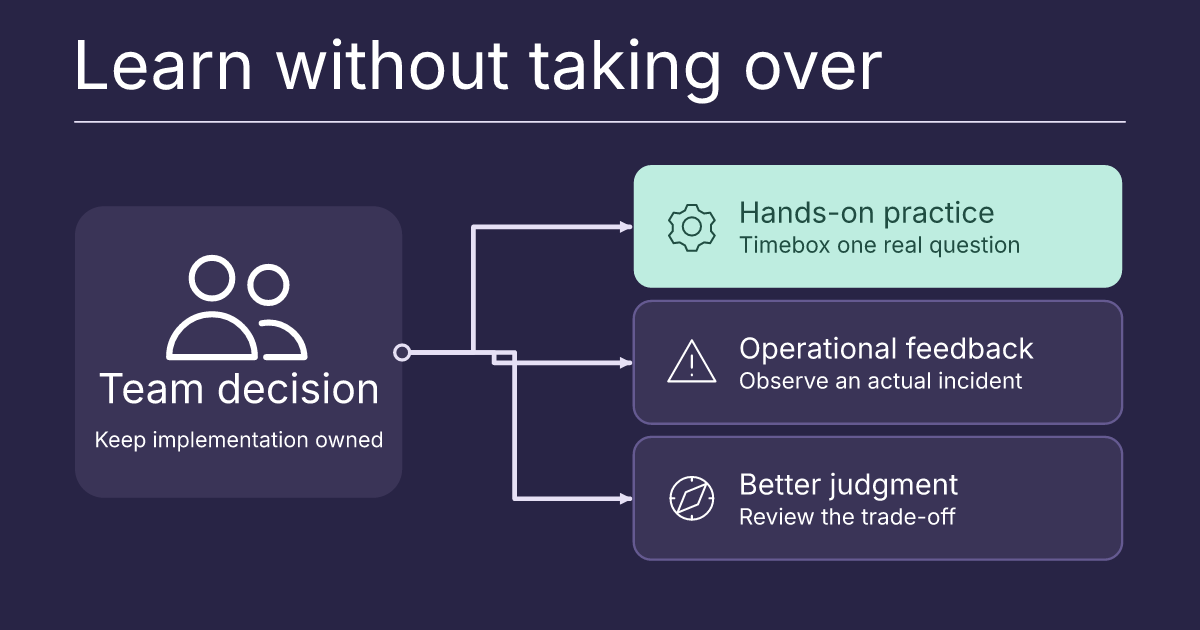 Learn without taking over
Team decision
Keep implementation owned
Hands-on practice
Timebox one real question
Operational feedback
Observe an actual incident
Better judgment
Review the trade-off